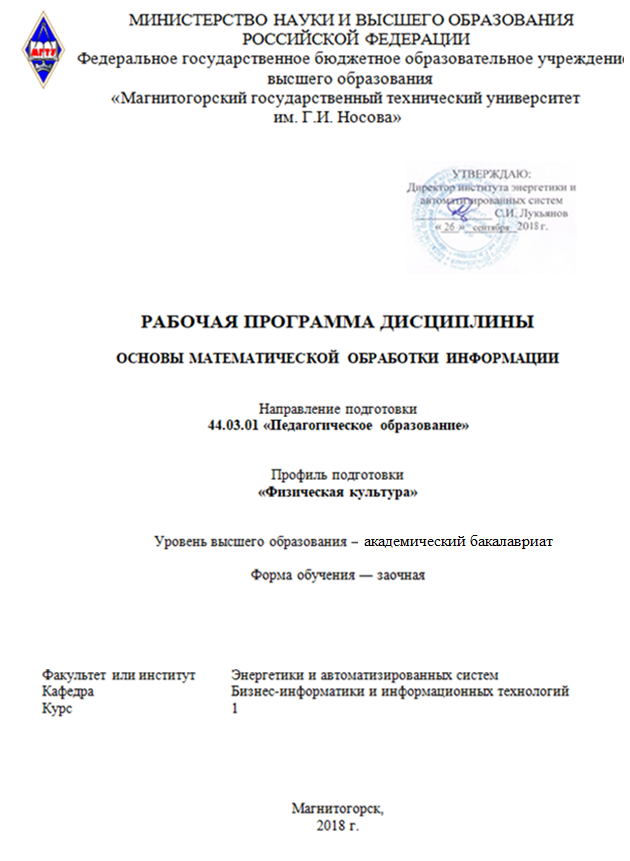 МИНИСТЕРСТВО НАУКИ И ВЫСШЕГО ОБРАЗОВАНИЯ
РОССИЙСКОЙ ФЕДЕРАЦИИ
Федеральное государственное бюджетное образовательное учреждение
высшего образования
«Магнитогорский государственный технический университет
им. Г.И. Носова»
МГТУ
УТВЕРЖДАЮ:
Директор института энергетики и
автоматизированных систем
С.И. Лукьянов
« 26 » сентября 2018 г.
РАБОЧАЯ ПРОГРАММА ДИСЦИПЛИНЫ
ОСНОВЫ МАТЕМАТИЧЕСКОЙ ОБРАБОТКИ ИНФОРМАЦИИ
Направление подготовки
44.03.01 «Педагогическое образование»
Профиль подготовки
«Физическая культура»
Уровень высшего образования – академический бакалавриат
Форма обучения — заочная
Факультет или институт Энергетики и автоматизированных систем
Кафедра Бизнес-информатики и информационных технологий
Курс 1
Магнитогорск,
2018 г.